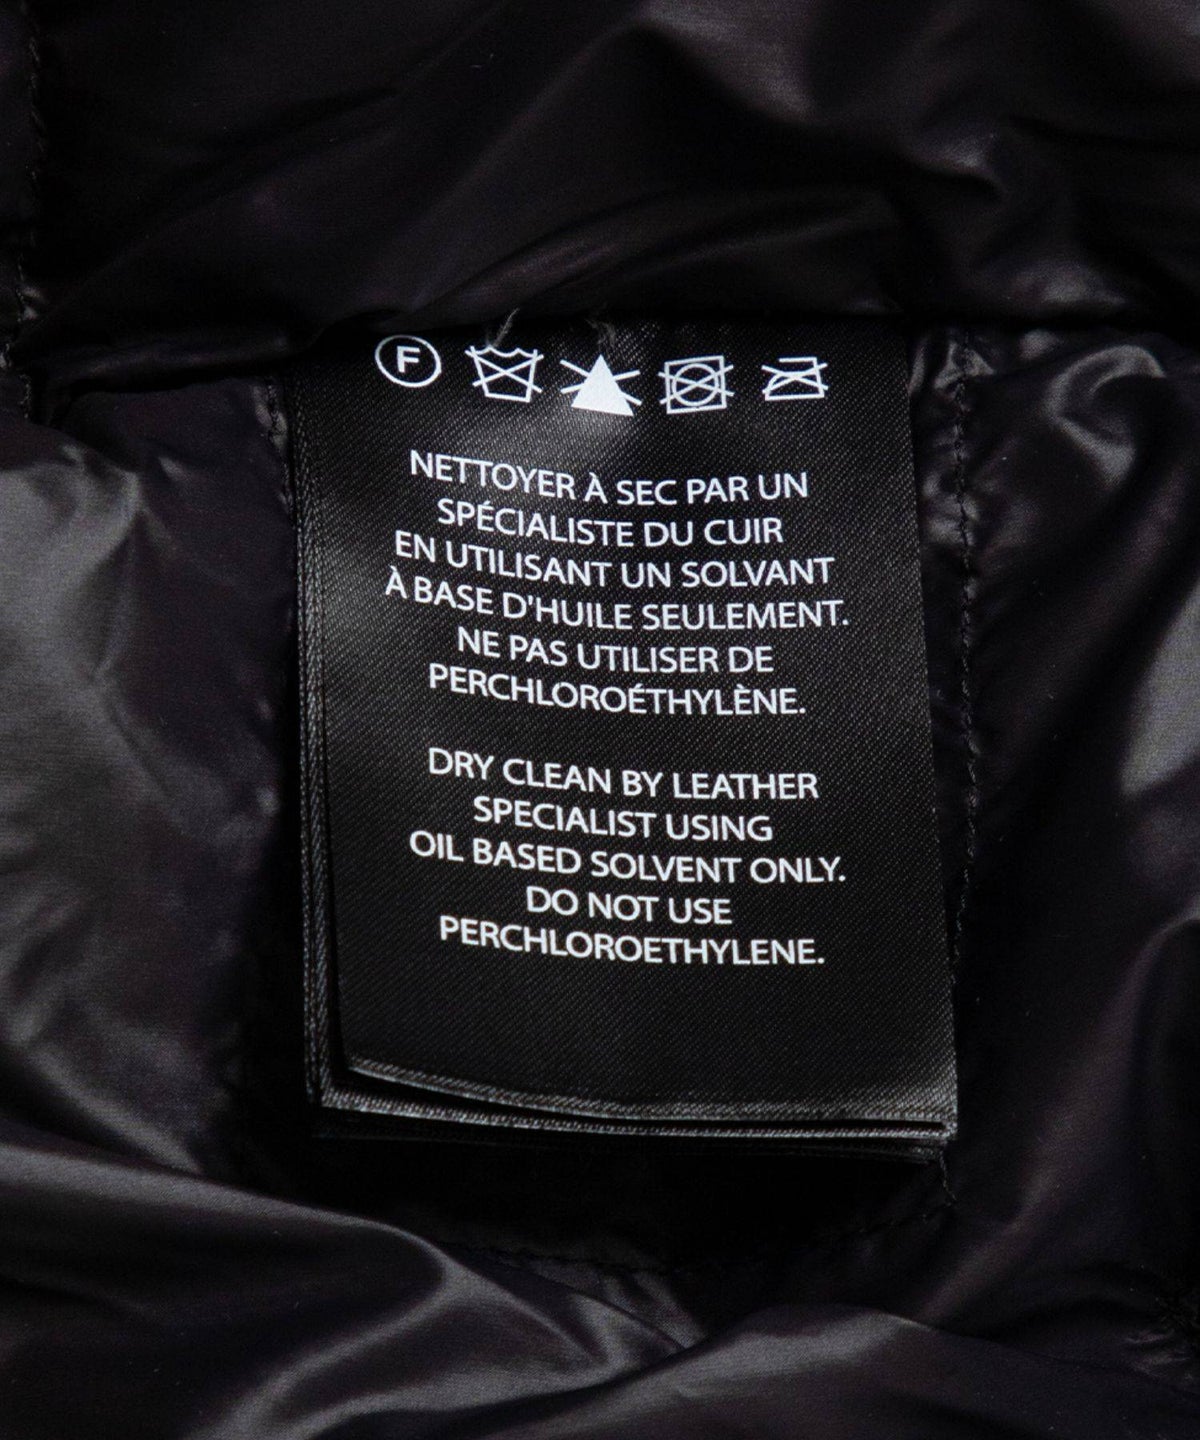 F
NETTOYER À SEC PAR UN
SPÉCIALISTE DU CUIR
EN UTILISANT UN SOLVANT
À BASE D'HUILE SEULEMENT.
NE PAS UTILISER DE
PERCHLOROÉTHYLÈNE.
DRY CLEAN BY LEATHER
SPECIALIST USING
OIL BASED SOLVENT ONLY.
DO NOT USE
PERCHLOROETHYLENE.